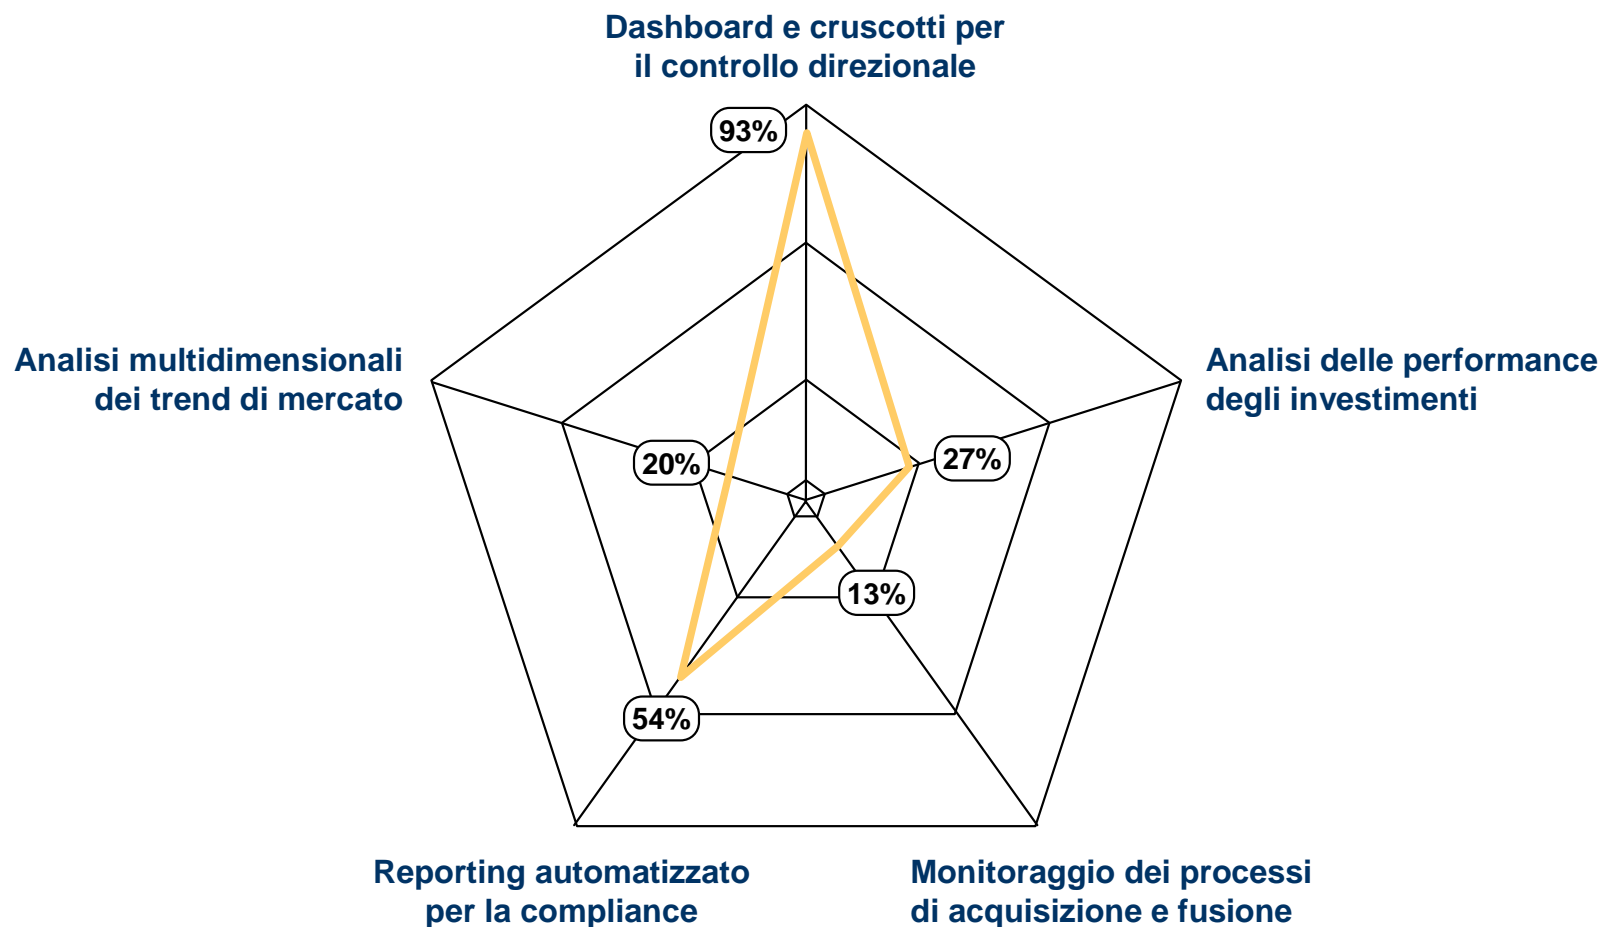 Dashboard e cruscotti per
il controllo direzionale
93%
Analisi multidimensionali
dei trend di mercato
Analisi delle performance
degli investimenti
20%
27%
13%
54%
Reporting automatizzato
per la compliance
Monitoraggio dei processi
di acquisizione e fusione